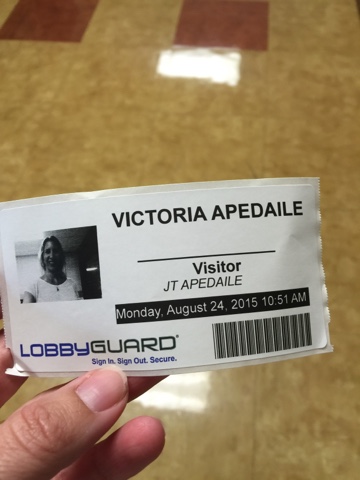 VICTORIA APEDAILE
Visitor
JT APEDAILE
Monday, August 24, 2015 10:51 AM
LOBBYGUARD®
Sign In. Sign Out. Secure.